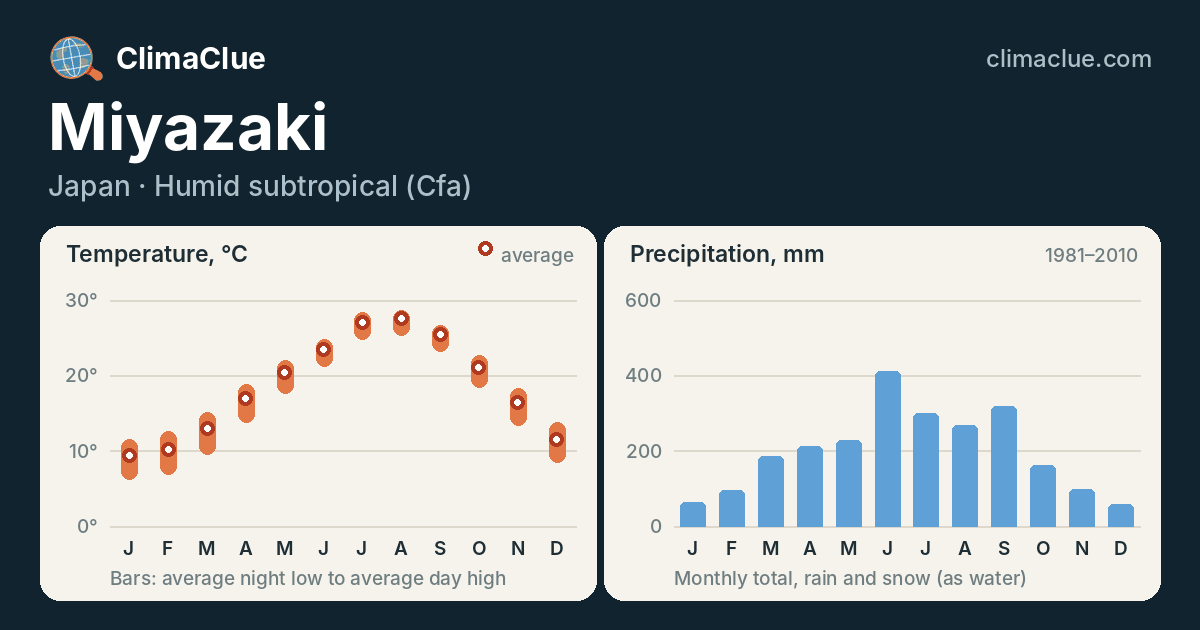 ClimaClue
climaclue.com
Miyazaki
Japan · Humid subtropical (Cfa)
Temperature, °C
average
30°
20°
10°
0°
J F M A M J J A S O N D
Bars: average night low to average day high
Precipitation, mm
1981–2010
600
400
200
0
J F M A M J J A S O N D
Monthly total, rain and snow (as water)